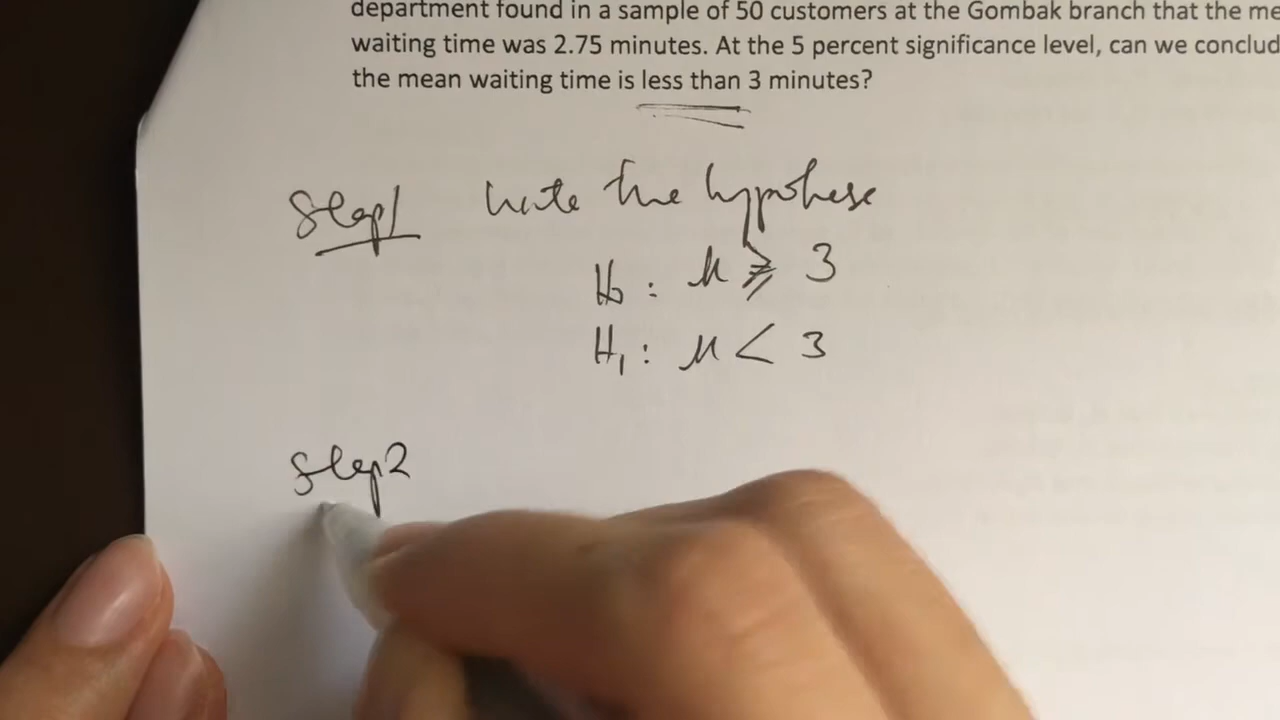 department found in a sample of 50 customers at the Gombak branch that the me
waiting time was 2.75 minutes. At the 5 percent significance level, can we conclud
the mean waiting time is less than 3 minutes?
Step1 write the hypothese
H₀ : μ ≥ 3
H₁ : μ < 3
Step2